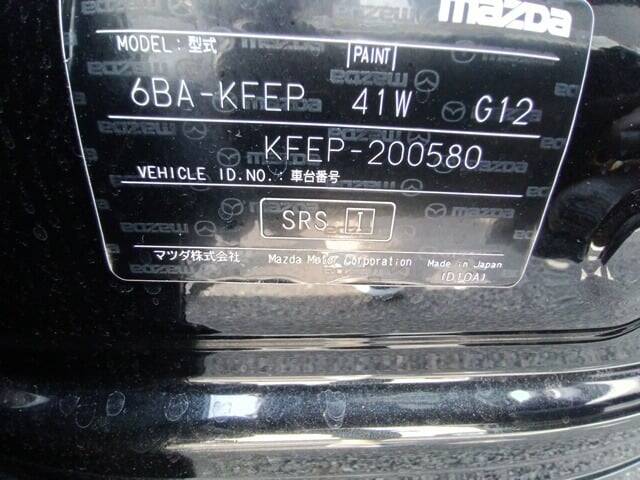 mazda
MODEL:型式 PAINT
6BA-KFEP 41W G12
KFEP-200580
VEHICLE ID.NO.:車台番号
SRS I
マツダ株式会社 Mazda Motor Corporation Made in Japan
(D10A)